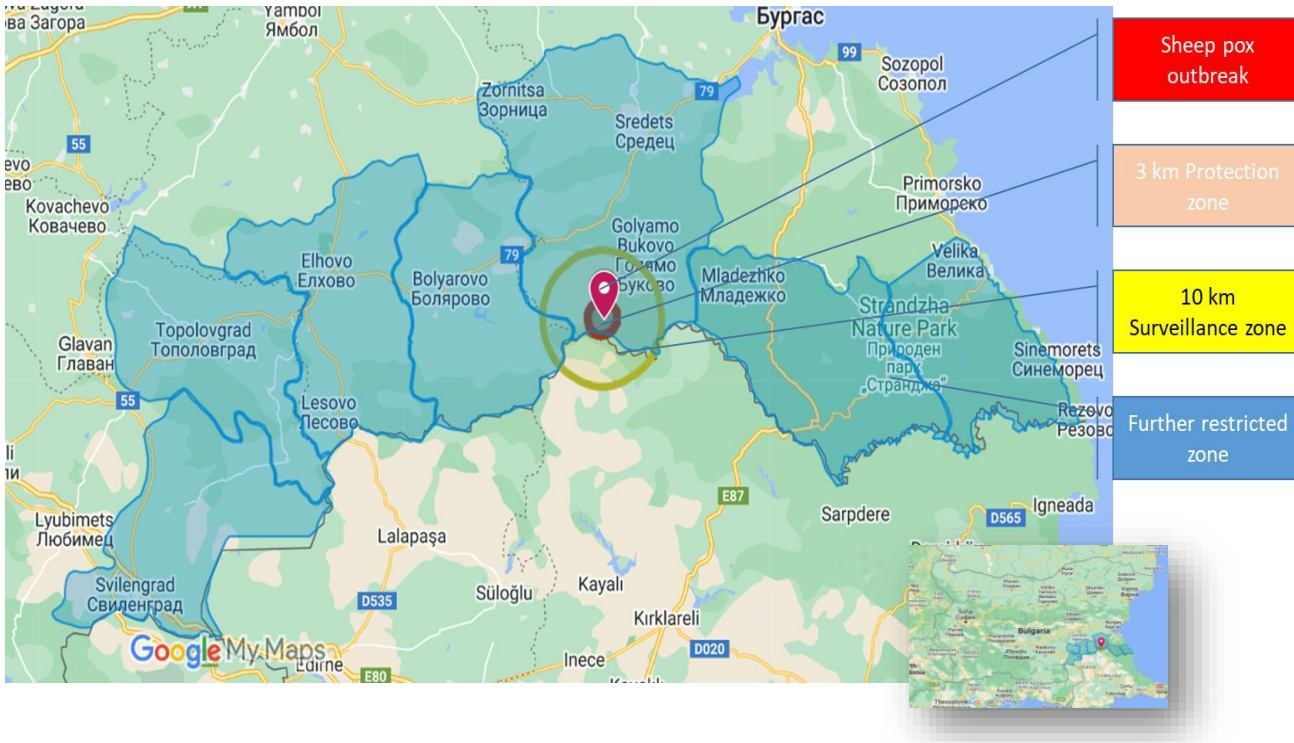 ва Загора
Yambol
Ямбол
Бургас
99
Sozopol
Созопол
Zornitsa
Зорница
79
Sredets
Средец
55
Kovachevo
Ковачево
Primorsko
Приморско
Golyamo
Bukovo
Голямо
Буково
Elhovo
Елхово
79
Bolyarovo
Болярово
Mladezhko
Младежко
Velika
Велика
Strandzha
Nature Park
Природен
парк
„Странджа“
Topolovgrad
Тополовград
Glavan
Главан
Sinemorets
Синеморец
55
Lesovo
Лесово
Rezovo
Резово
E87
Sarpdere
D565
Igneada
Lyubimets
Любимец
Lalapaşa
Svilengrad
Свиленград
D535
Süloğlu
Kayalı
Kırklareli
Google My Maps
Edirne
E80
Inece
D020
Sheep pox
outbreak
3 km Protection
zone
10 km
Surveillance zone
Further restricted
zone
Bulgaria